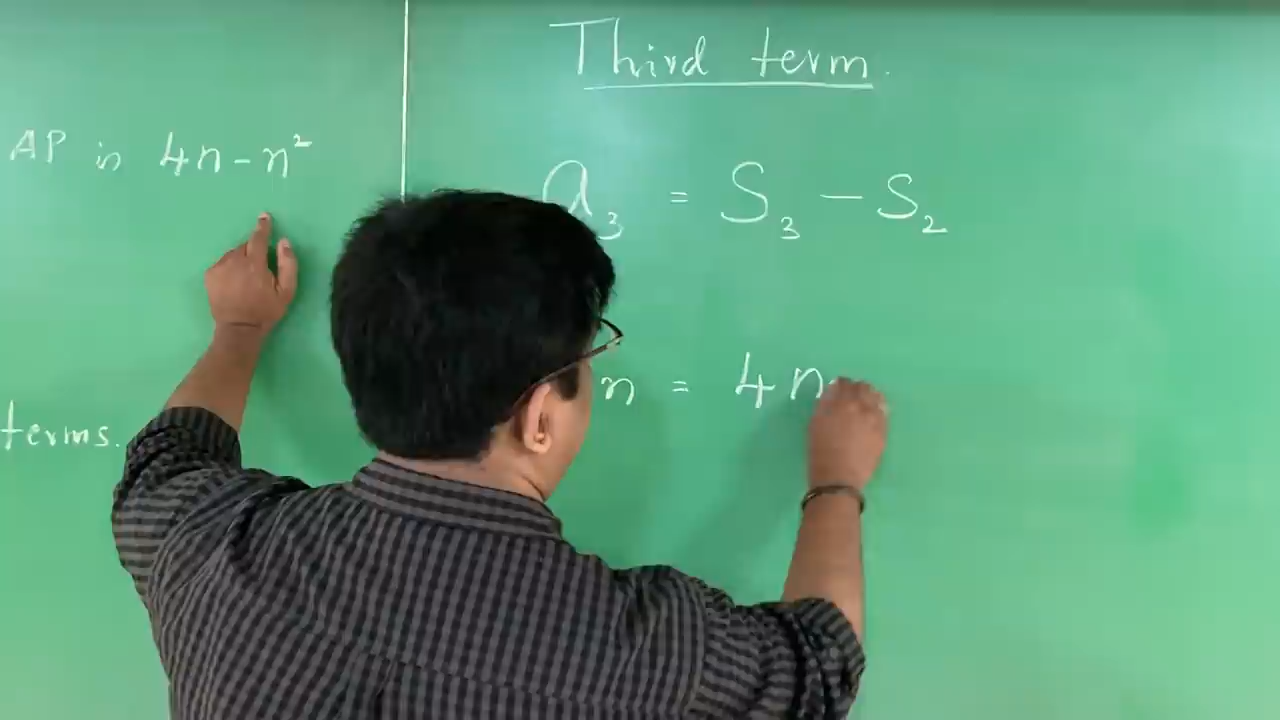 AP is 4n - n²
terms.
Third term.
a₃ = S₃ - S₂
n = 4n